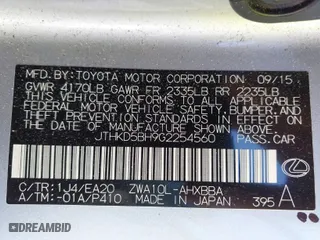 MFD.BY: TOYOTA MOTOR CORPORATION 09/15
GVWR 4170LB GAWR FR 2335LB RR 2235LB
THIS VEHICLE CONFORMS TO ALL APPLICABLE
FEDERAL MOTOR VEHICLE SAFETY, BUMPER
AND THEFT PREVENTION STANDARDS IN
EFFECT ON THE DATE OF MANUFACTURE
SHOWN ABOVE.
JTHKD5BH9G2254560 PASS.CAR
C/TR: 1J4/EA20 ZWA10L-AHXBBA
A/TM: -01A/P410 MADE IN JAPAN 395 A
DREAMBID